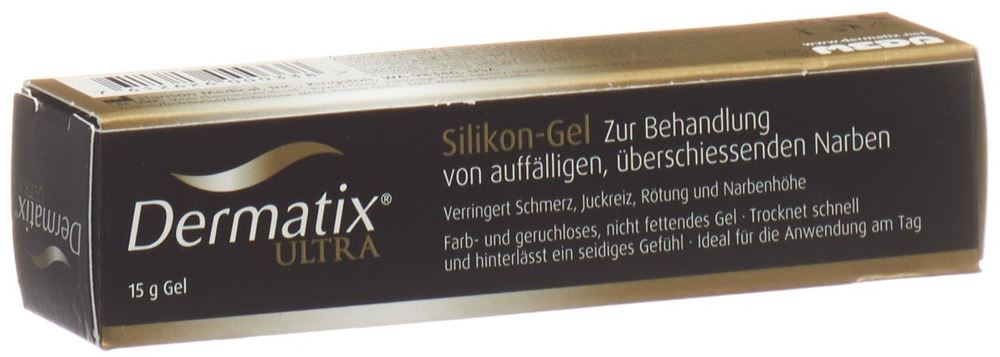 www.dermatix.net
Dermatix®
ULTRA
15 g Gel
Silikon-Gel Zur Behandlung
von auffälligen, überschiessenden Narben
Verringert Schmerz, Juckreiz, Rötung und Narbenhöhe
Farb- und geruchloses, nicht fettendes Gel · Trocknet schnell
und hinterlässt ein seidiges Gefühl · Ideal für die Anwendung am Tag
Dermatix®
ULTRA